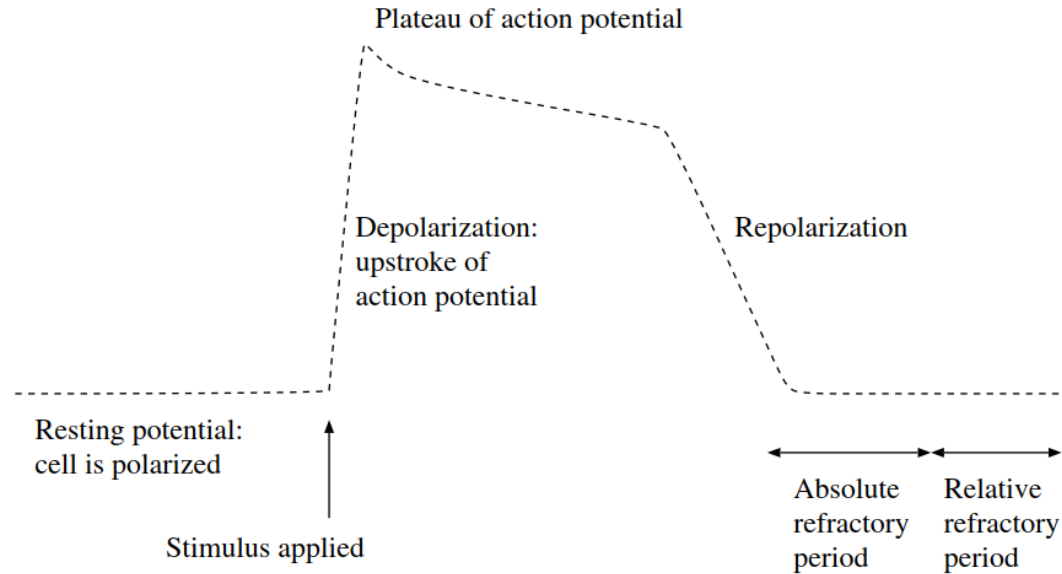 Plateau of action potential
Depolarization:
upstroke of
action potential
Repolarization
Resting potential:
cell is polarized
Stimulus applied
Absolute
refractory
period
Relative
refractory
period